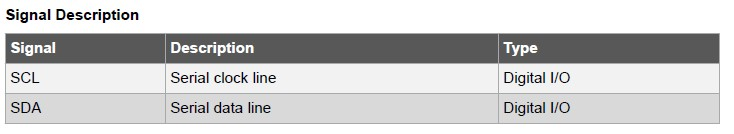 Signal Description
Signal Description Type
SCL Serial clock line Digital I/O
SDA Serial data line Digital I/O